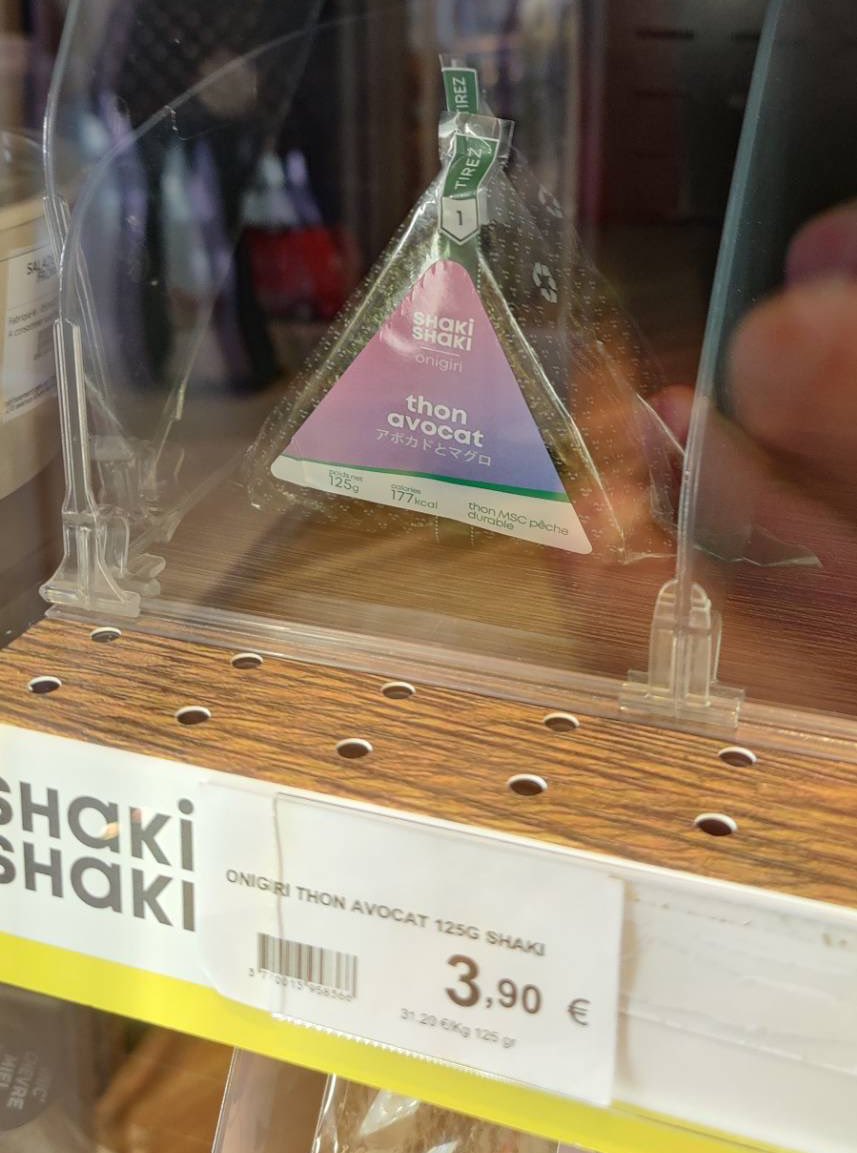 TIREZ
TIREZ
1
SHAKI
SHAKI
onigiri
thon
avocat
アボカドとマグロ
poids net
125g
calories
177kcal
thon MSC pêche
durable
SHAKI
SHAKI
ONIGIRI THON AVOCAT 125G SHAKI
3,90 €
31.20 €/Kg 125 gr
CHÈVRE
MIEL